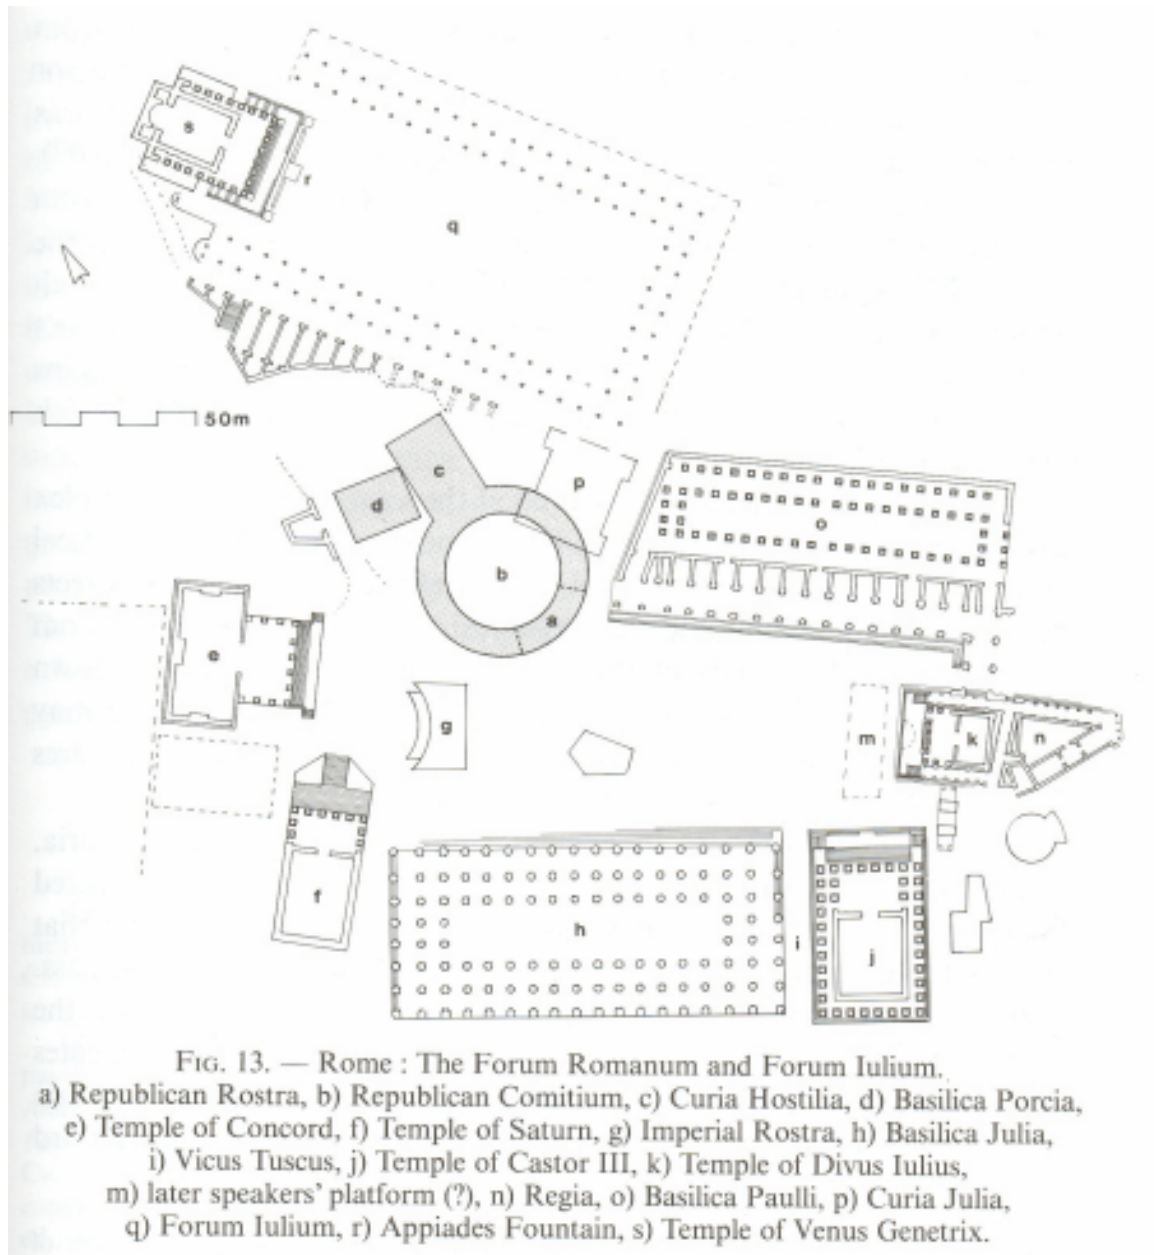 s
r
q
50m
c
p
d
o
b
a
e
g
m
k
n
f
h
i
j
FIG. 13. — Rome : The Forum Romanum and Forum Iulium.
a) Republican Rostra, b) Republican Comitium, c) Curia Hostilia, d) Basilica Porcia,
e) Temple of Concord, f) Temple of Saturn, g) Imperial Rostra, h) Basilica Julia,
i) Vicus Tuscus, j) Temple of Castor III, k) Temple of Divus Iulius,
m) later speakers' platform (?), n) Regia, o) Basilica Paulli, p) Curia Julia,
q) Forum Iulium, r) Appiades Fountain, s) Temple of Venus Genetrix.